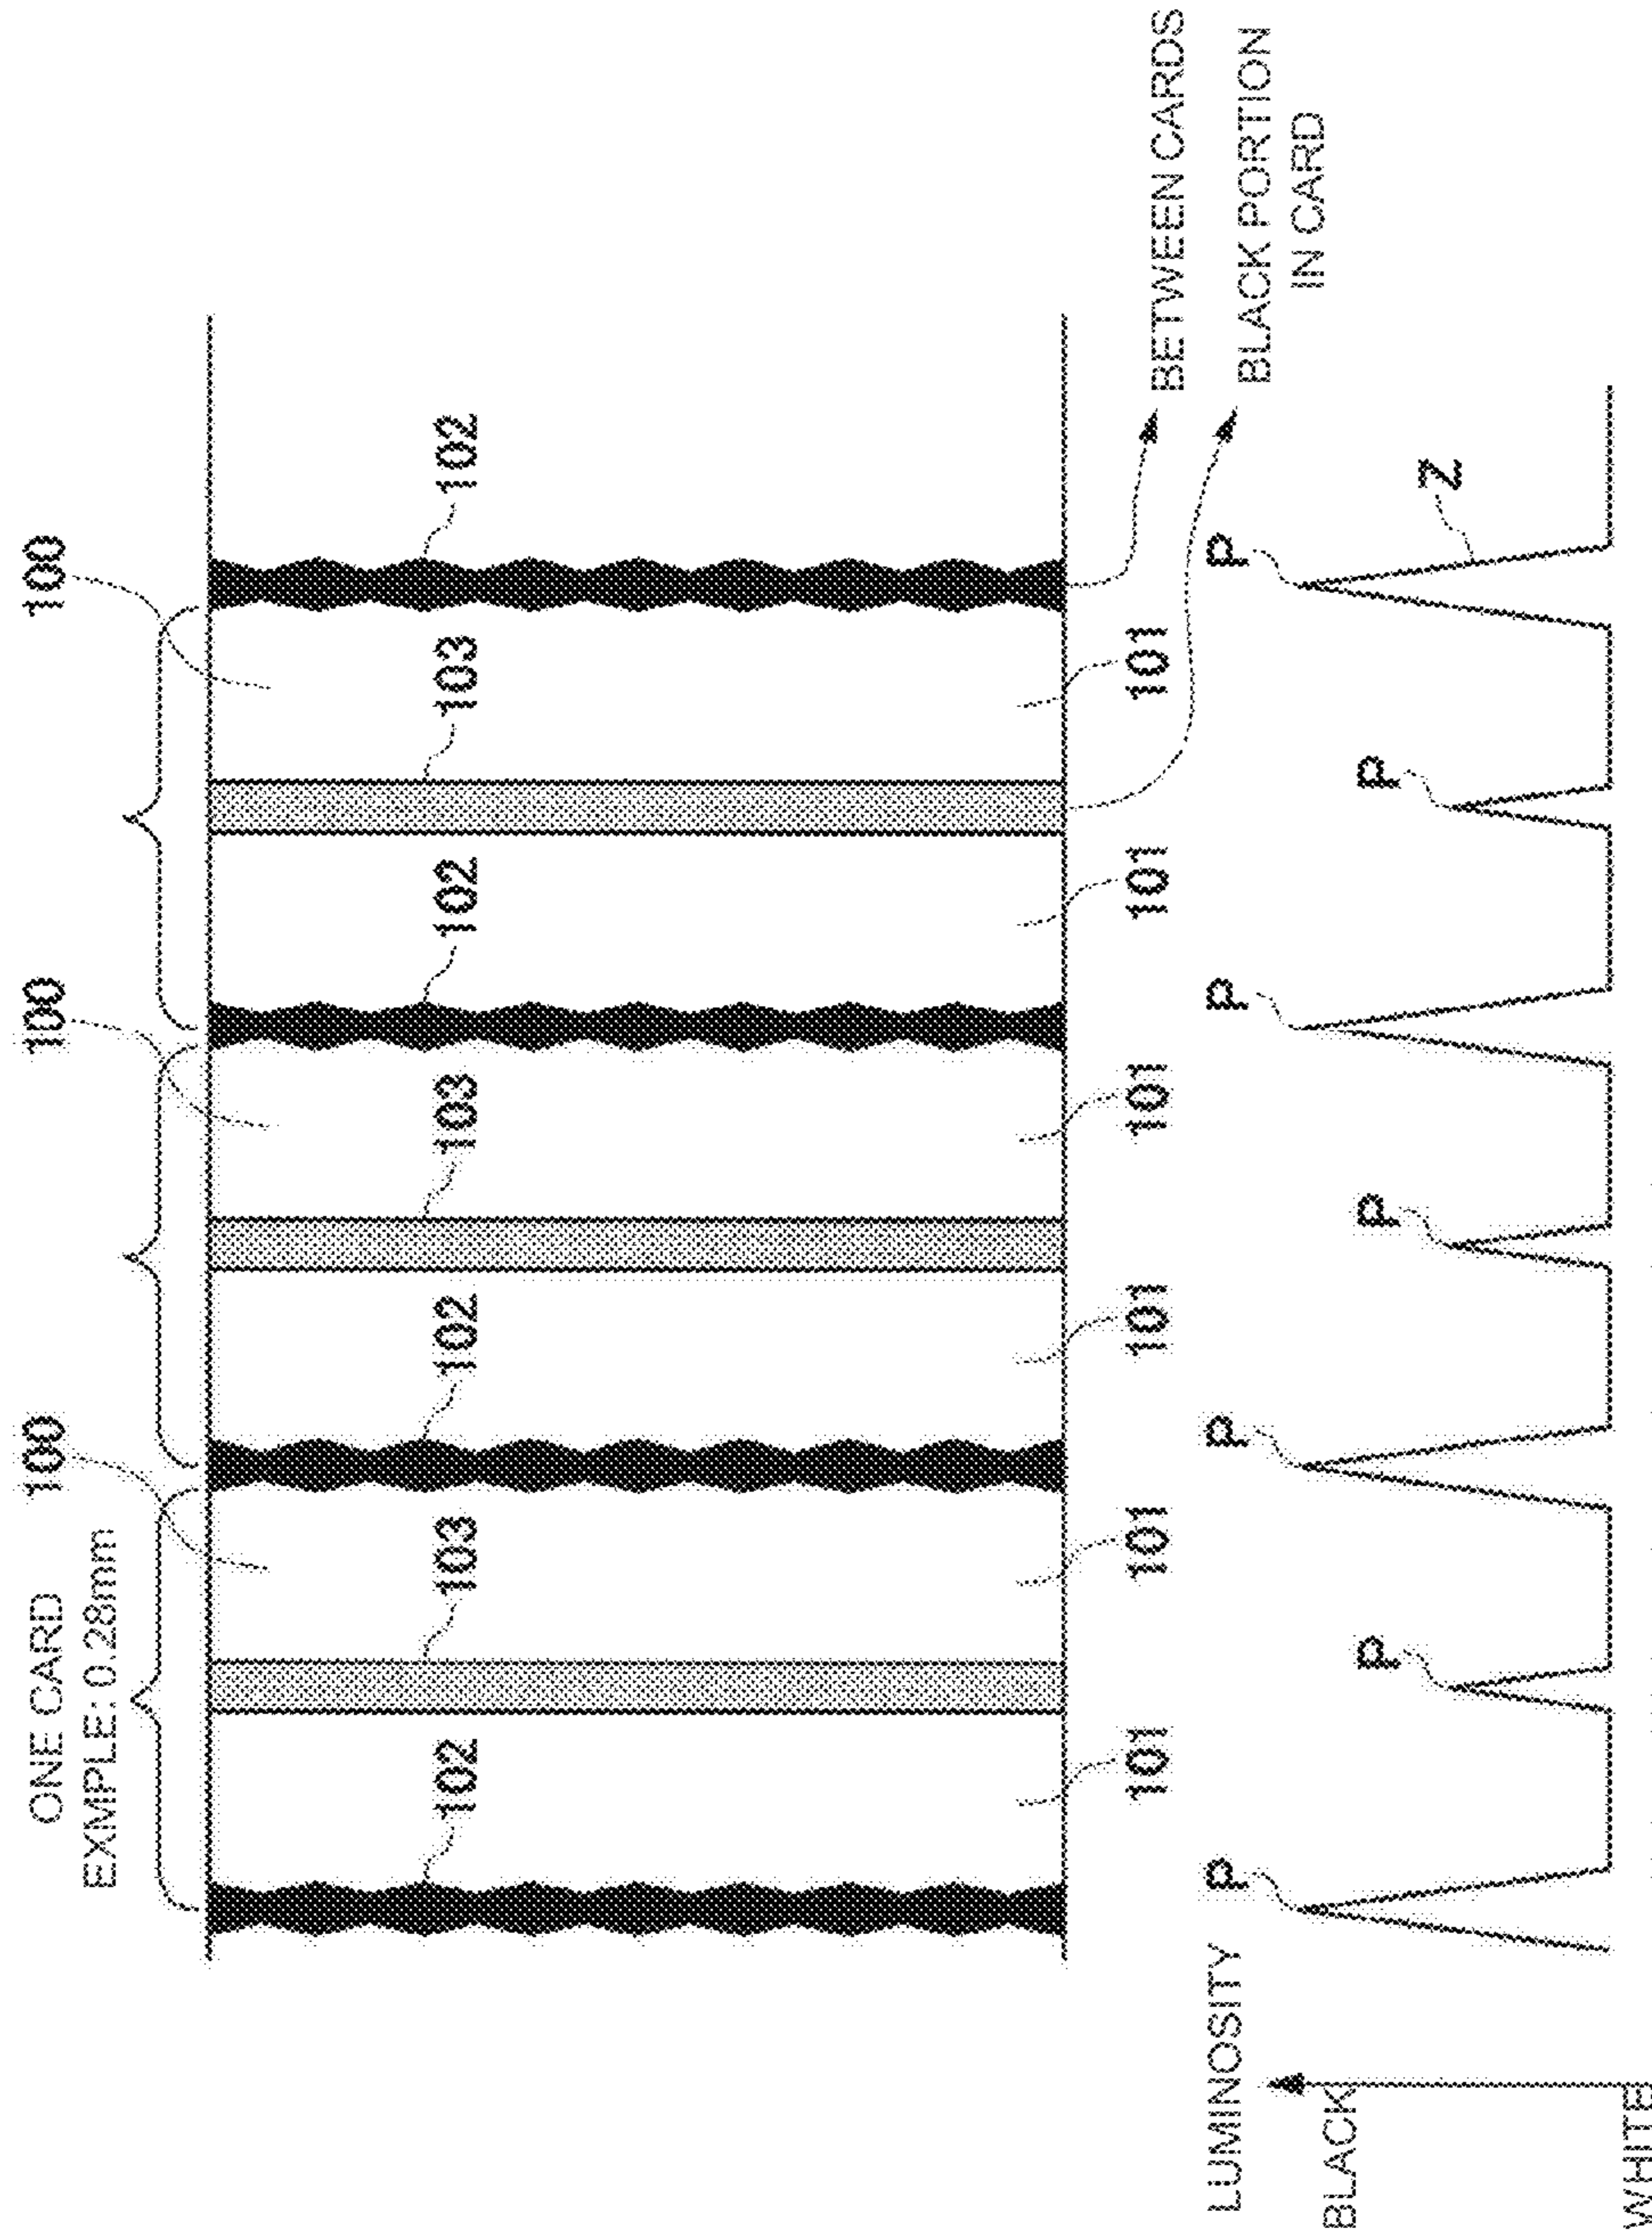 ONE CARD
EXMPLE: 0.28mm
100 100 100
102 103 102 103 102 103 102
101 101 101 101 101 101
BETWEEN CARDS
BLACK PORTION
IN CARD
LUMINOSITY
P P P P
BLACK
P P P
Z
WHITE